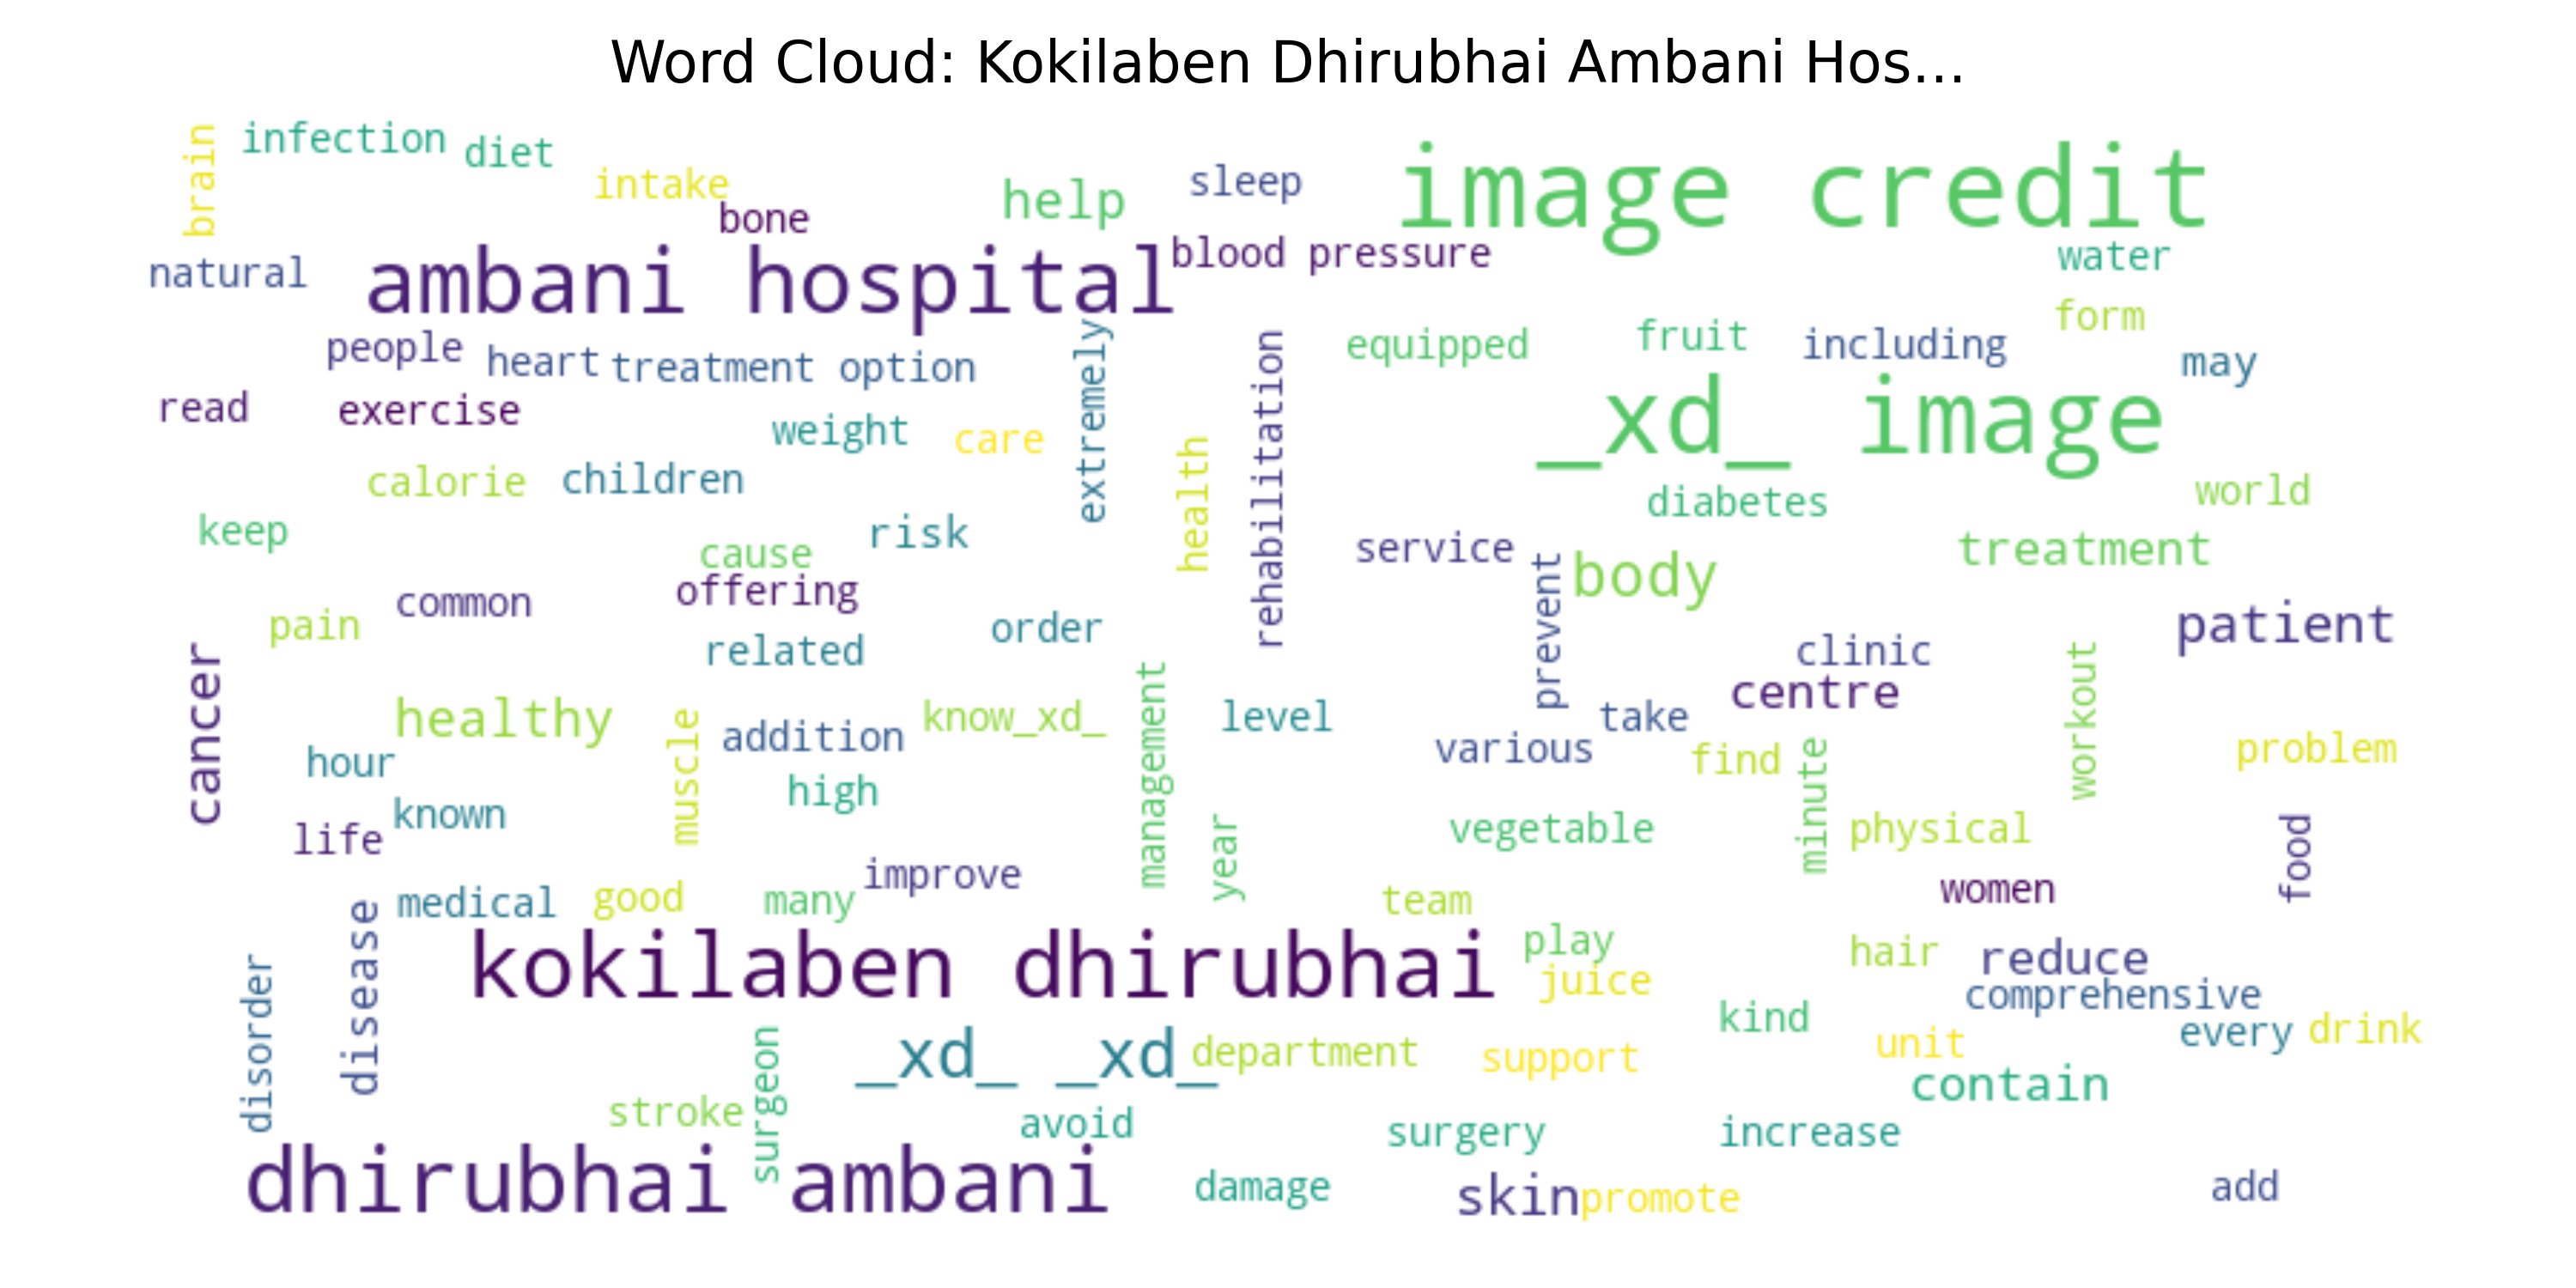 Word Cloud: Kokilaben Dhirubhai Ambani Hos...
brain
infection
diet
intake
bone
help
sleep
image credit
natural
ambani hospital
blood pressure
water
form
people
heart
treatment option
extremely
rehabilitation
equipped
fruit
including
may
read
exercise
weight
care
health
_xd_ image
calorie
children
diabetes
world
keep
cause
risk
service
prevent
body
treatment
offering
common
pain
related
order
clinic
patient
cancer
healthy
muscle
addition
know_xd_
management
level
take
centre
workout
hour
high
various
find
minute
problem
known
life
year
vegetable
physical
food
improve
medical
good
many
team
women
disease
kokilaben dhirubhai
play
juice
hair
reduce
comprehensive
disorder
kind
every
drink
surgeon
_xd_ _xd_
department
support
unit
contain
stroke
avoid
surgery
increase
dhirubhai ambani
damage
skin
promote
add